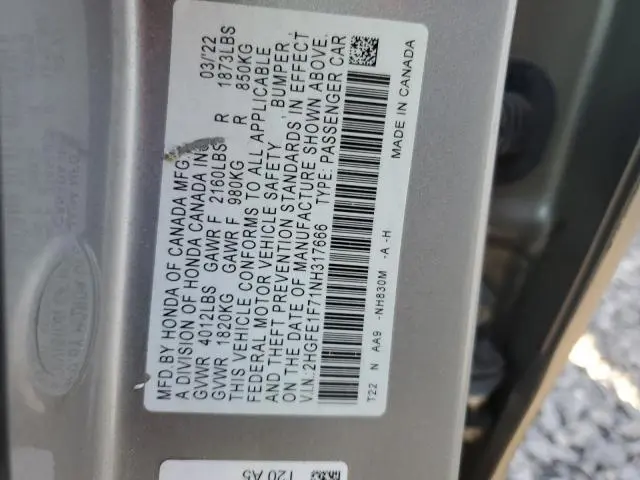 MFD.BY HONDA OF CANADA MFG. 03/'22
A DIVISION OF HONDA CANADA INC.
GVWR 4012LBS GAWR F 2160LBS R 1873LBS
GVWR 1820KG GAWR F 980KG R 850KG
THIS VEHICLE CONFORMS TO ALL APPLICABLE
FEDERAL MOTOR VEHICLE SAFETY , BUMPER ,
AND THEFT PREVENTION STANDARDS IN EFFECT
ON THE DATE OF MANUFACTURE SHOWN ABOVE.
V.I.N.:2HGFE1F71NH317666 TYPE: PASSENGER CAR
T22 N AA9 -NH830M -A -H MADE IN CANADA
T20 A5